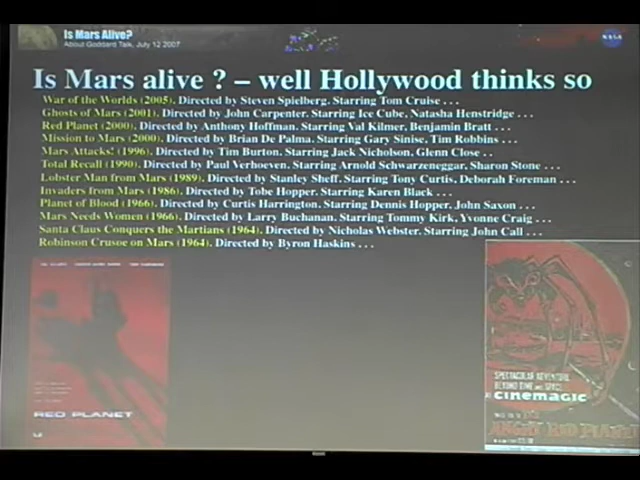 Is Mars Alive?
About Goddard Talk, July 12 2007
NASA
Is Mars alive ? – well Hollywood thinks so
War of the Worlds (2005). Directed by Steven Spielberg. Starring Tom Cruise . . .
Ghosts of Mars (2001). Directed by John Carpenter. Starring Ice Cube, Natasha Henstridge . . .
Red Planet (2000). Directed by Anthony Hoffman. Starring Val Kilmer, Benjamin Bratt . . .
Mission to Mars (2000). Directed by Brian De Palma. Starring Gary Sinise, Tim Robbins . . .
Mars Attacks! (1996). Directed by Tim Burton. Starring Jack Nicholson, Glenn Close . .
Total Recall (1990). Directed by Paul Verhoeven. Starring Arnold Schwarzeneggar, Sharon Stone . . .
Lobster Man from Mars (1989). Directed by Stanley Sheff. Starring Tony Curtis, Deborah Foreman . . .
Invaders from Mars (1986). Directed by Tobe Hopper. Starring Karen Black . . .
Planet of Blood (1966). Directed by Curtis Harrington. Starring Dennis Hopper, John Saxon . . .
Mars Needs Women (1966). Directed by Larry Buchanan. Starring Tommy Kirk, Yvonne Craig . . .
Santa Claus Conquers the Martians (1964). Directed by Nicholas Webster. Starring John Call . . .
Robinson Crusoe on Mars (1964). Directed by Byron Haskins . . .
RED PLANET
SPECTACULAR ADVENTURE
BEYOND TIME AND SPACE
CINEMAGIC
ANGRY RED PLANET